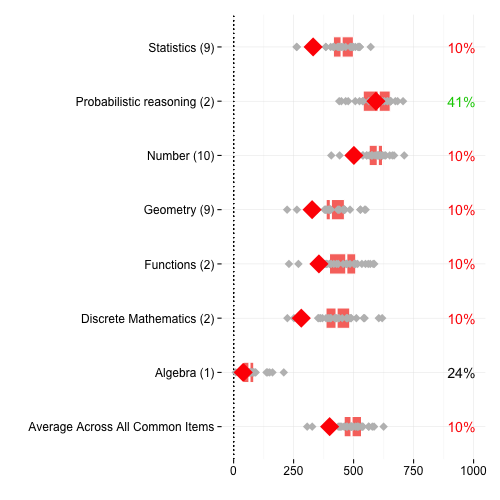 Statistics (9) 10%
Probabilistic reasoning (2) 41%
Number (10) 10%
Geometry (9) 10%
Functions (2) 10%
Discrete Mathematics (2) 10%
Algebra (1) 24%
Average Across All Common Items 10%
0 250 500 750 1000